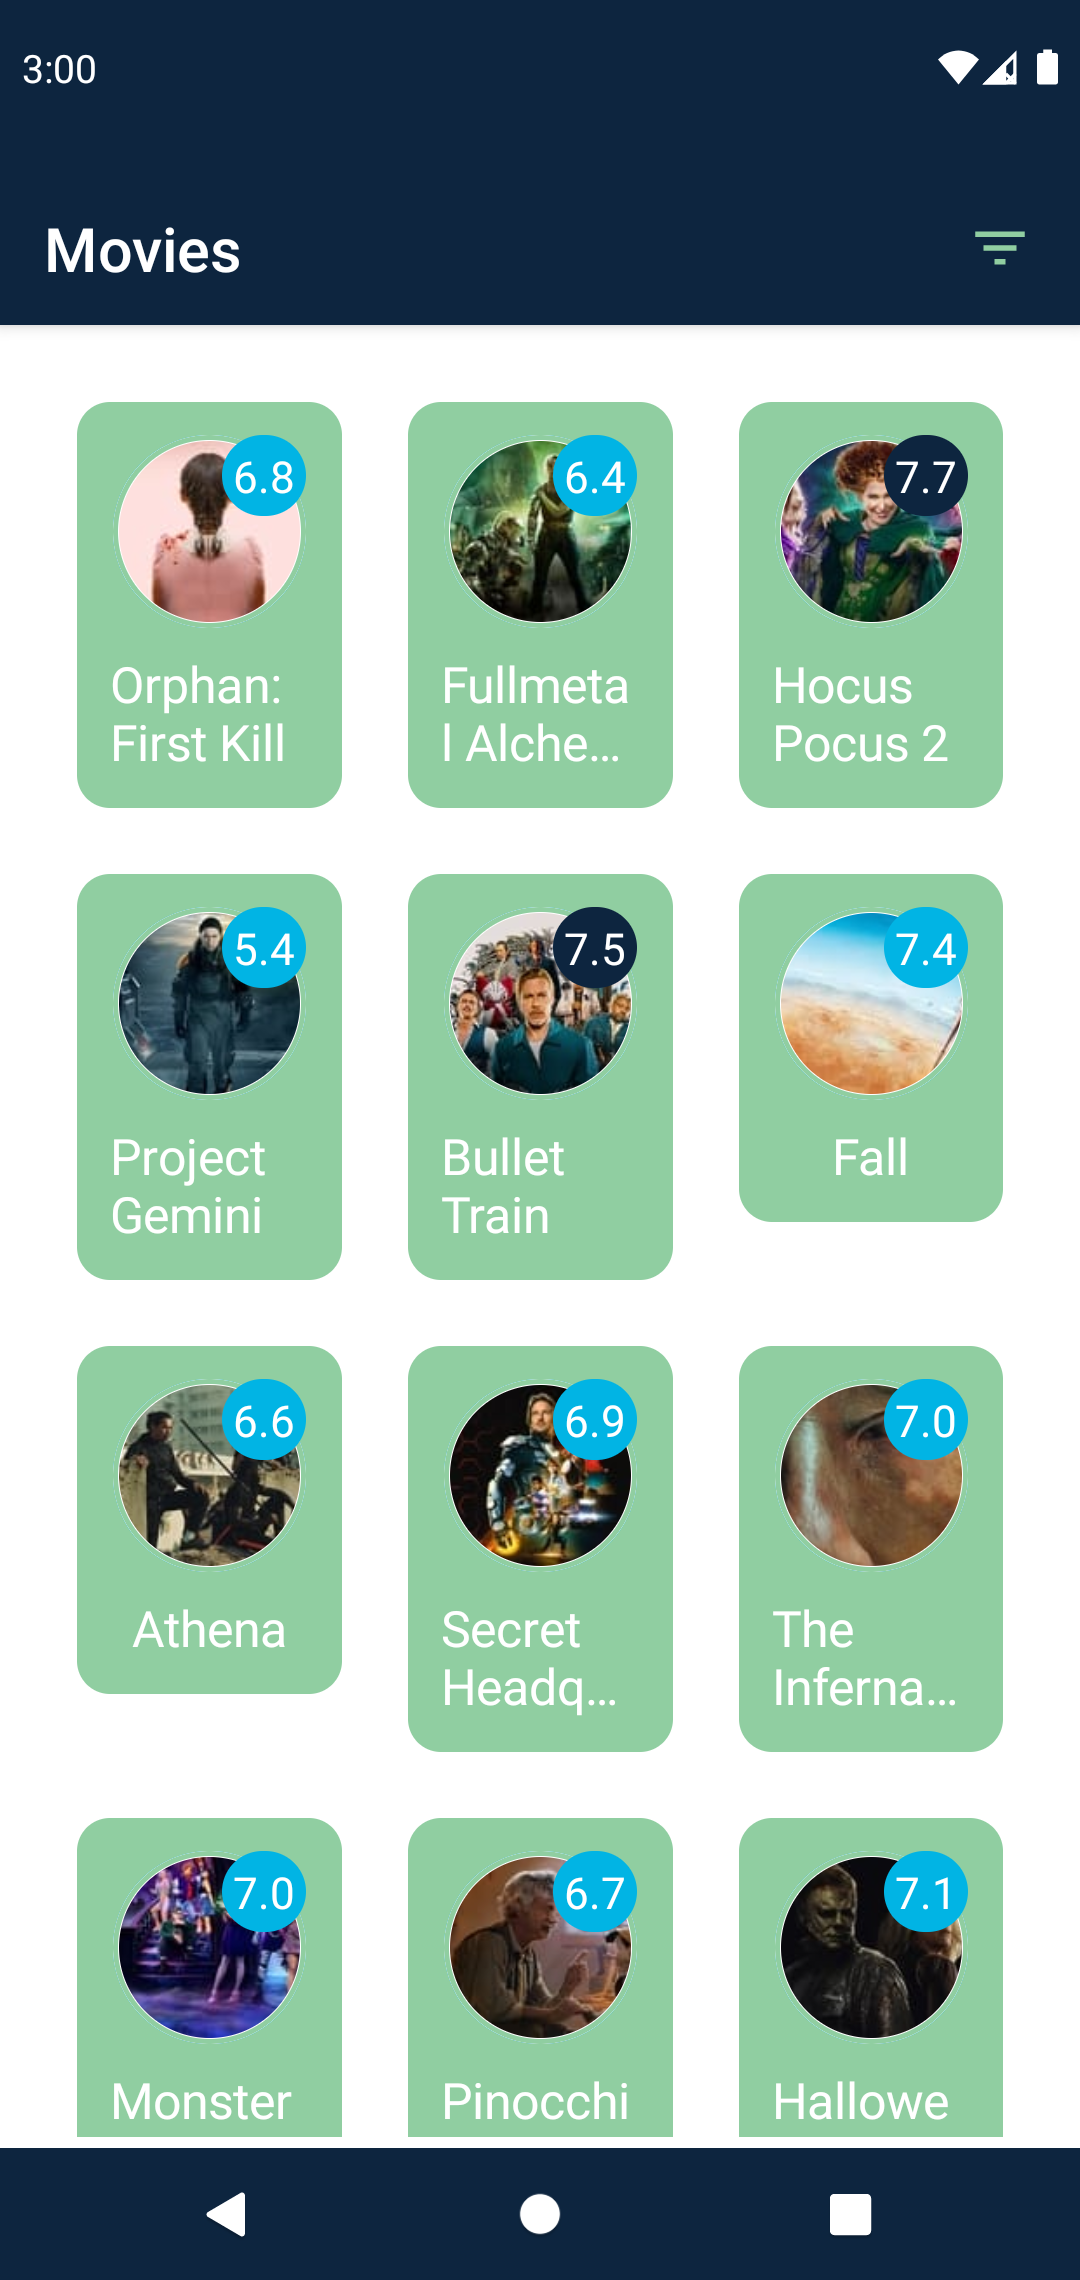 3:00
Movies
6.8
Orphan:
First Kill
6.4
Fullmeta
l Alche…
7.7
Hocus
Pocus 2
5.4
Project
Gemini
7.5
Bullet
Train
7.4
Fall
6.6
Athena
6.9
Secret
Headq…
7.0
The
Inferna…
7.0
Monster
6.7
Pinocchi
7.1
Hallowe